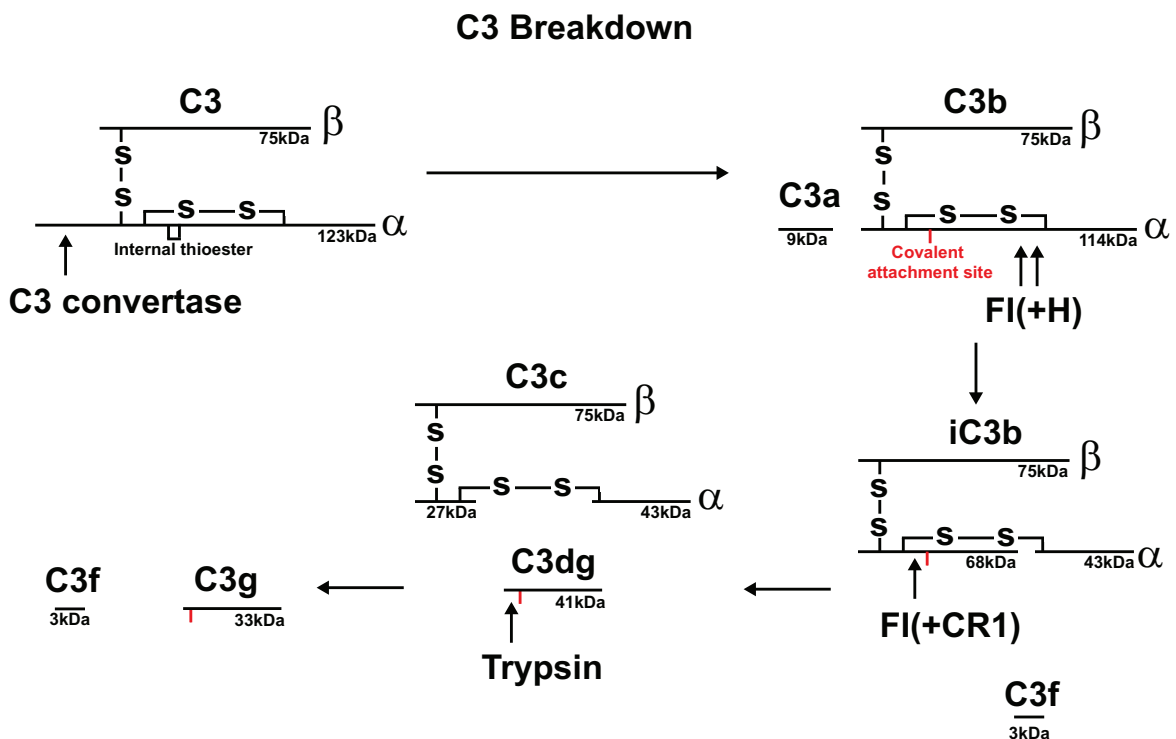 C3 Breakdown
C3
75kDa
β
S
S
S
S
Internal thioester
123kDa
α
C3 convertase
C3b
75kDa
β
S
S
C3a
9kDa
S
S
Covalent
attachment site
114kDa
α
FI(+H)
C3c
75kDa
β
S
S
S
S
27kDa
43kDa
α
iC3b
75kDa
β
S
S
S
S
68kDa
43kDa
α
FI(+CR1)
C3f
3kDa
C3dg
41kDa
Trypsin
C3g
33kDa
C3f
3kDa